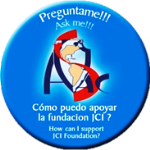 Preguntame!!!
Ask me!!!
Cómo puedo apoyar
la fundacion JCI ?
How can I support
JCI Foundation?